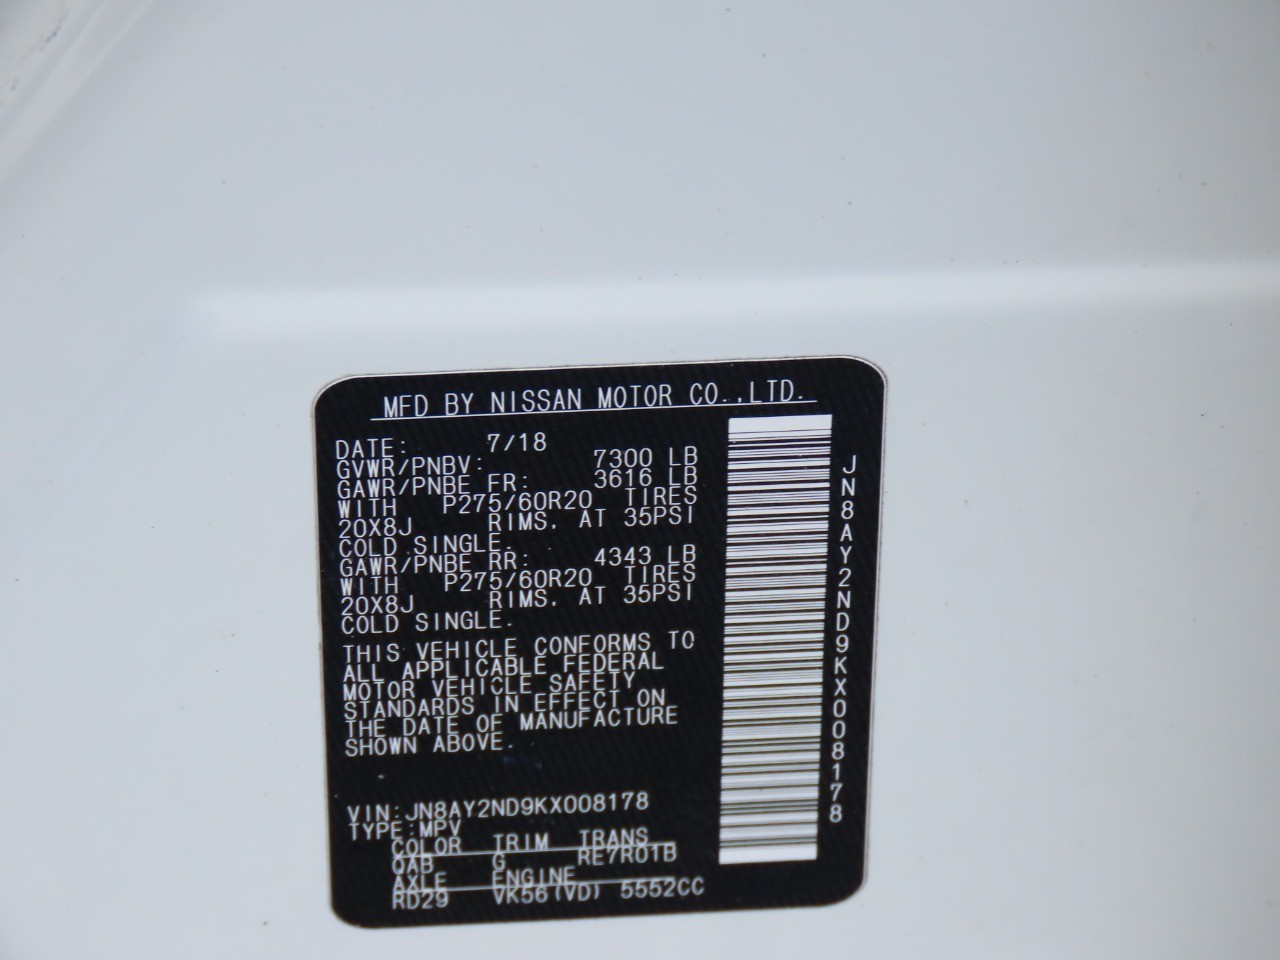 MFD BY NISSAN MOTOR CO.,LTD.
DATE: 7/18
GVWR/PNBV: 7300 LB
GAWR/PNBE FR: 3616 LB
WITH P275/60R20 TIRES
20X8J RIMS, AT 35PSI
COLD SINGLE.
GAWR/PNBE RR: 4343 LB
WITH P275/60R20 TIRES
20X8J RIMS, AT 35PSI
COLD SINGLE.
THIS VEHICLE CONFORMS TO
ALL APPLICABLE FEDERAL
MOTOR VEHICLE SAFETY
STANDARDS IN EFFECT ON
THE DATE OF MANUFACTURE
SHOWN ABOVE.
VIN:JN8AY2ND9KX008178
TYPE:MPV
COLOR TRIM TRANS
QAB G RE7R01B
AXLE ENGINE
RD29 VK56(VD) 5552CC
JN8AY2ND9KX008178